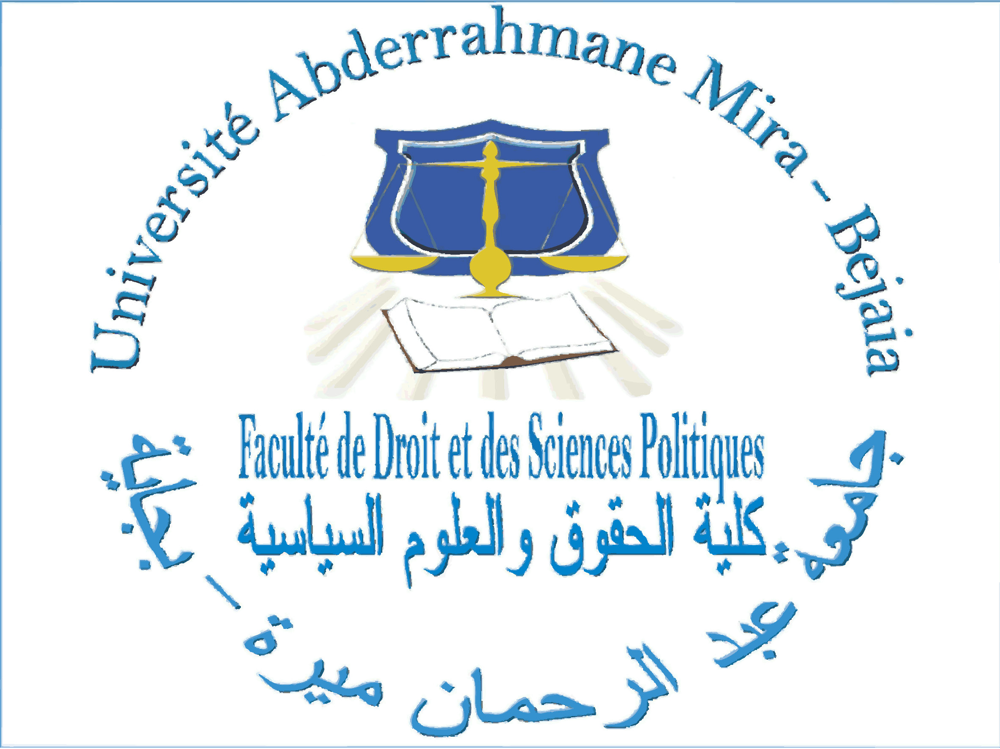 Université Abderrahmane Mira - Bejaia
Faculté de Droit et des Sciences Politiques
كلية الحقوق و العلوم السياسية
جامعة عبد الرحمان ميرة - بجاية